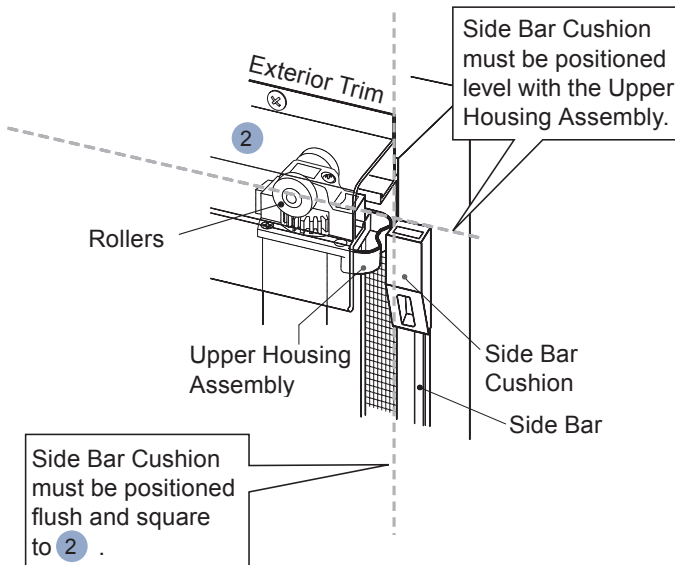 Side Bar Cushion
must be positioned
level with the Upper
Housing Assembly.
Exterior Trim
2
Rollers
Upper Housing
Assembly
Side Bar
Cushion
Side Bar
Side Bar Cushion
must be positioned
flush and square
to 2 .